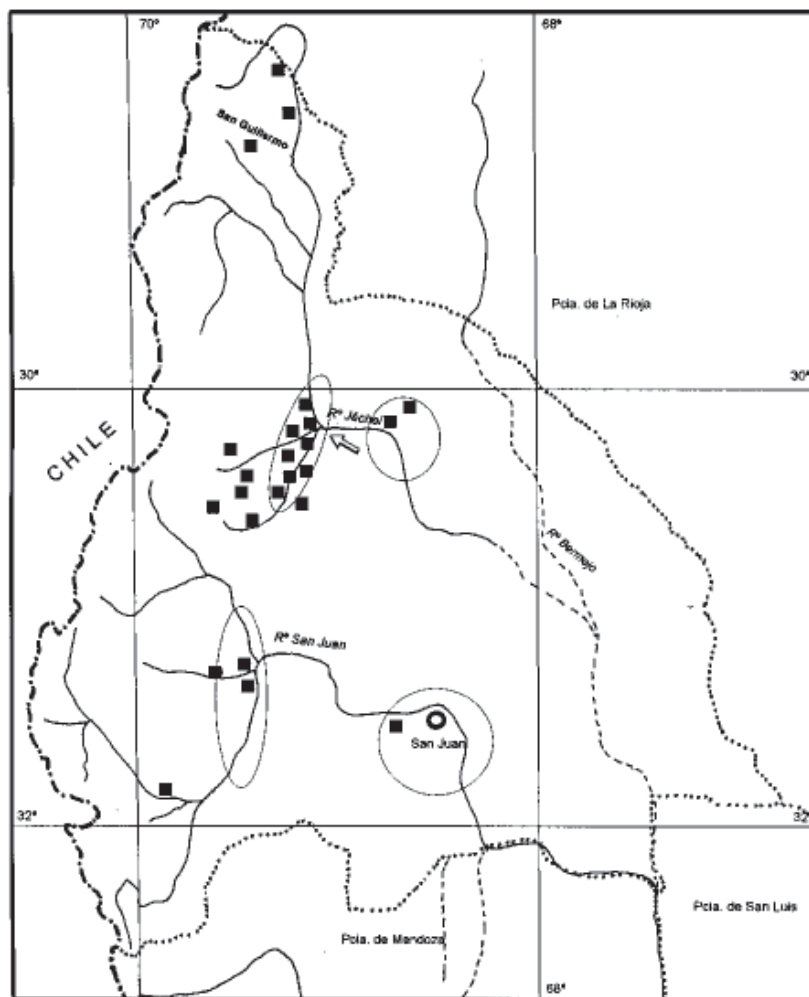 70°
68°
San Guillermo
Pcia. de La Rioja
30°
30°
Rº Jáchal
CHILE
Rº Bermejo
Rº San Juan
San Juan
32°
32°
Pcia. de San Luis
Pcia. de Mendoza
68°